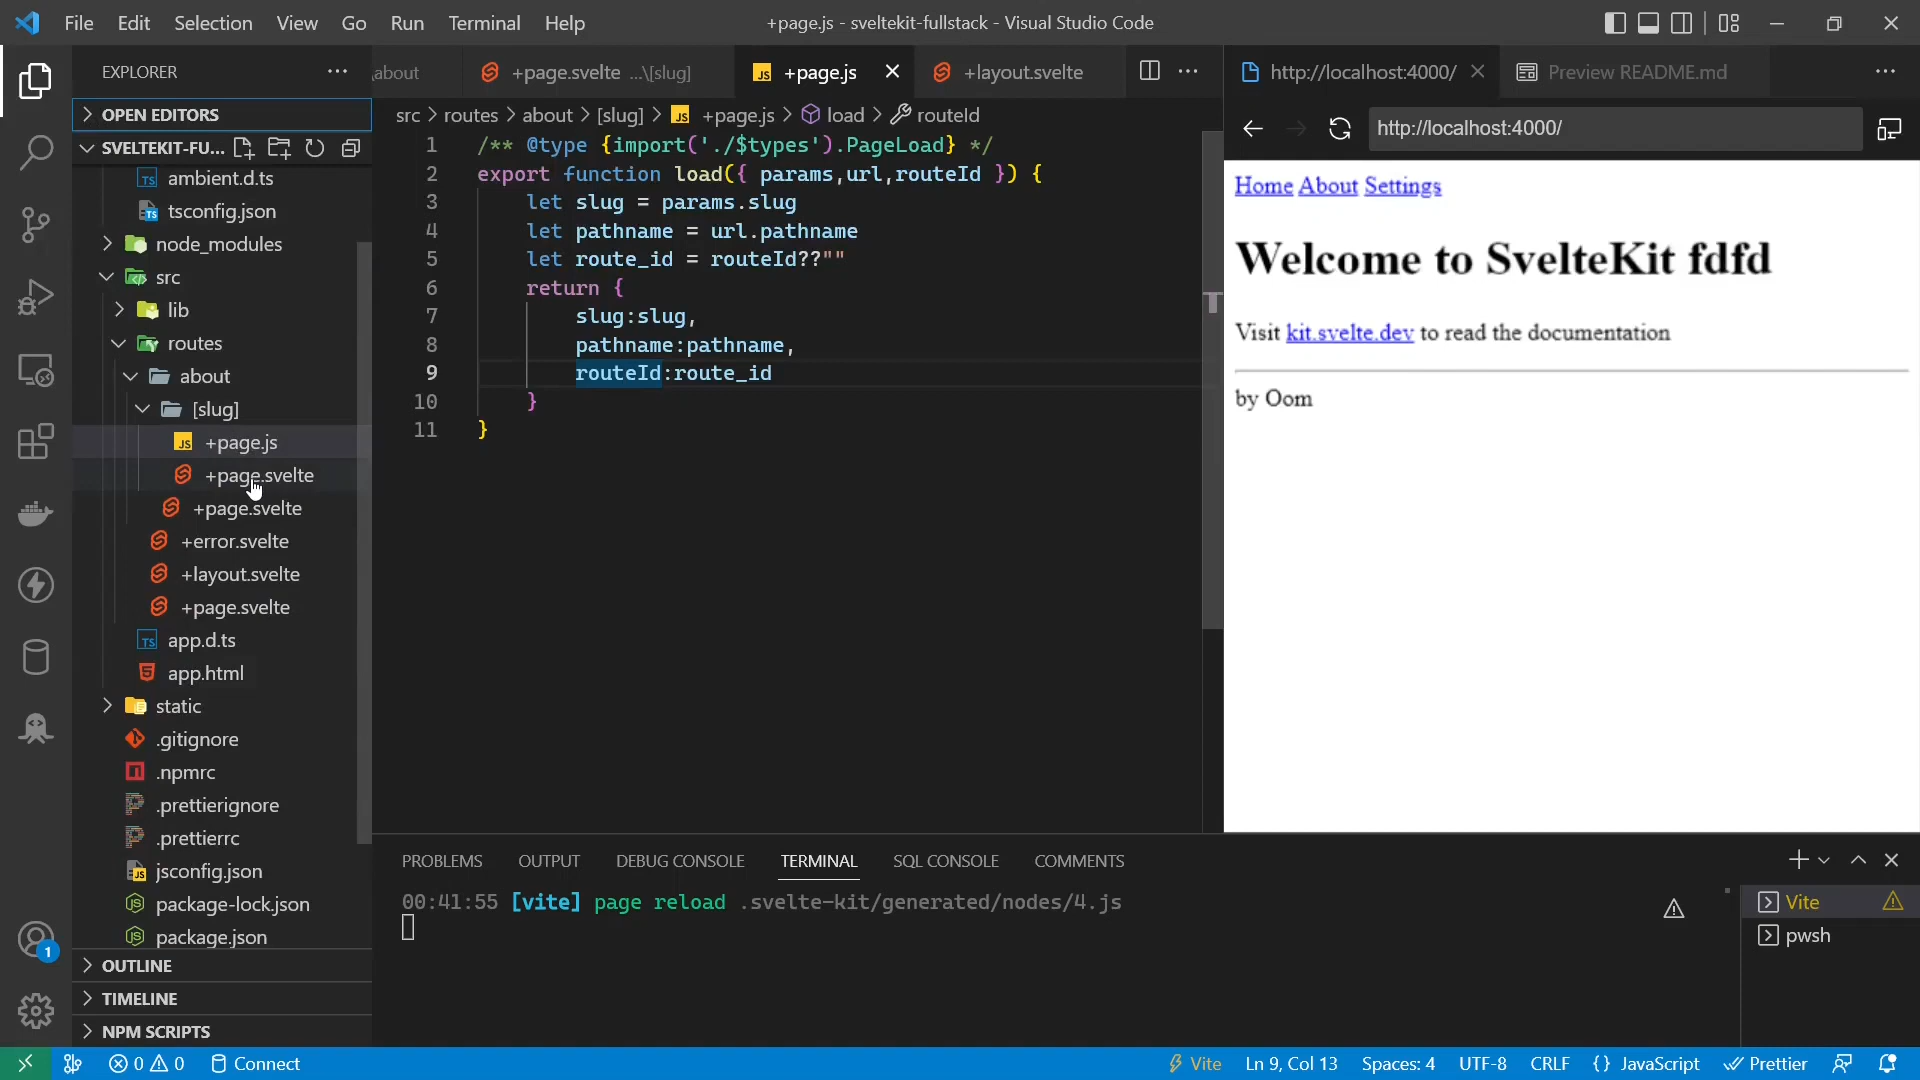 File Edit Selection View Go Run Terminal Help
+page.js - sveltekit-fullstack - Visual Studio Code
EXPLORER
OPEN EDITORS
SVELTEKIT-FU...
ambient.d.ts
tsconfig.json
node_modules
src
lib
routes
about
[slug]
+page.js
+page.svelte
+page.svelte
+error.svelte
+layout.svelte
+page.svelte
app.d.ts
app.html
static
.gitignore
.npmrc
.prettierignore
.prettierrc
jsconfig.json
package-lock.json
package.json
OUTLINE
TIMELINE
NPM SCRIPTS
about +page.svelte ...\[slug] +page.js +layout.svelte
src > routes > about > [slug] > +page.js > load > routeId
1 /** @type {import('./$types').PageLoad} */
2 export function load({ params,url,routeId }) {
3 let slug = params.slug
4 let pathname = url.pathname
5 let route_id = routeId??""
6 return {
7 slug:slug,
8 pathname:pathname,
9 routeId:route_id
10 }
11 }
http://localhost:4000/ Preview README.md
http://localhost:4000/
Home About Settings
Welcome to SvelteKit fdfd
Visit kit.svelte.dev to read the documentation
by Oom
PROBLEMS OUTPUT DEBUG CONSOLE TERMINAL SQL CONSOLE COMMENTS
00:41:55 [vite] page reload .svelte-kit/generated/nodes/4.js
Vite
pwsh
1
0 0 Connect
Vite Ln 9, Col 13 Spaces: 4 UTF-8 CRLF {} JavaScript Prettier